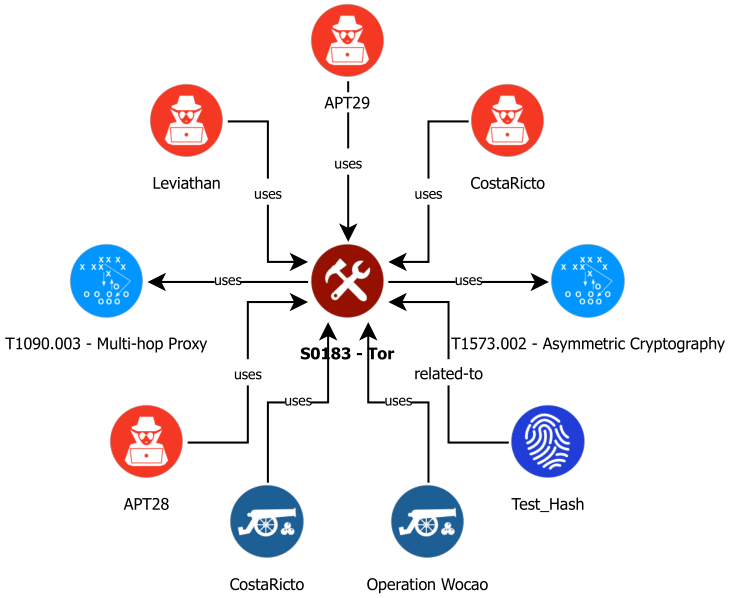 APT29
uses
Leviathan
CostaRicto
uses
uses
uses
uses
T1090.003 - Multi-hop Proxy
S0183 - Tor
T1573.002 - Asymmetric Cryptography
uses
related-to
uses
uses
APT28
Test_Hash
CostaRicto
Operation Wocao